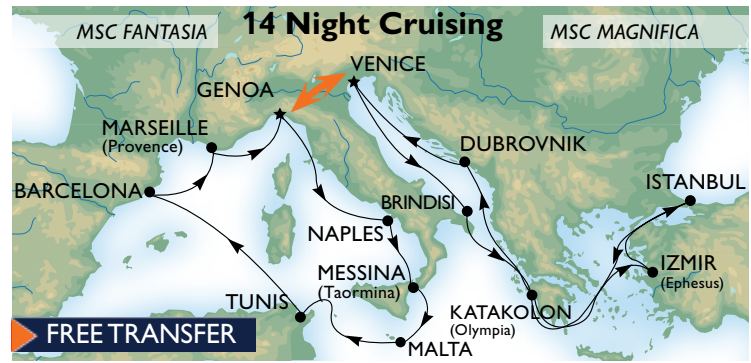 MSC FANTASIA
14 Night Cruising
MSC MAGNIFICA
VENICE
GENOA
MARSEILLE
(Provence)
DUBROVNIK
BARCELONA
ISTANBUL
BRINDISI
NAPLES
IZMIR
(Ephesus)
MESSINA
(Taormina)
TUNIS
KATAKOLON
(Olympia)
FREE TRANSFER
MALTA